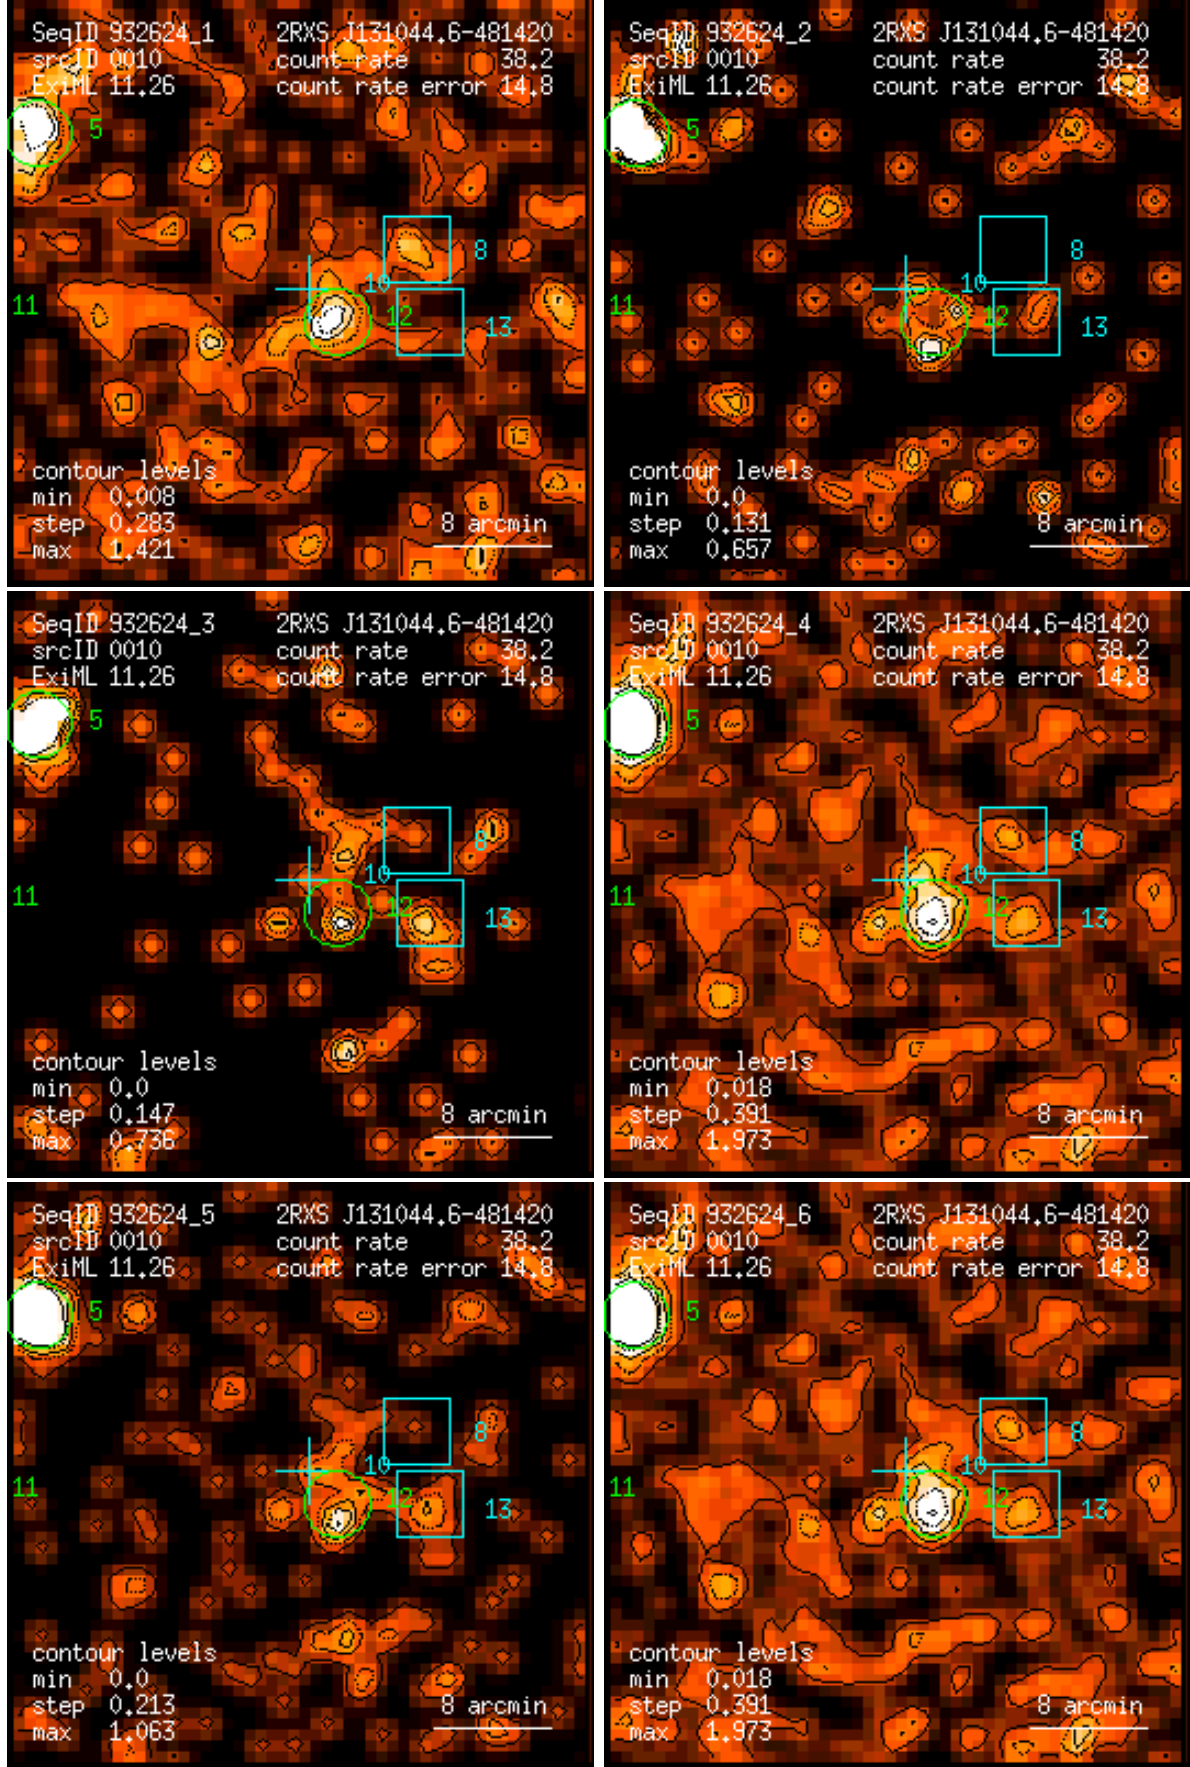 SeqID 932624_1 2RXS J131044.6-481420
srcID 0010 count rate 38.2
ExiML 11.26 count rate error 14.8
5
8
10
11
12
13
contour levels
min 0.008
step 0.283 8 arcmin
max 1.421
SeqID 932624_2 2RXS J131044.6-481420
srcID 0010 count rate 38.2
ExiML 11.26 count rate error 14.8
5
8
10
11
12
13
contour levels
min 0.0
step 0.131 8 arcmin
max 0.657
SeqID 932624_3 2RXS J131044.6-481420
srcID 0010 count rate 38.2
ExiML 11.26 count rate error 14.8
5
8
10
11
12
13
contour levels
min 0.0
step 0.147 8 arcmin
max 0.736
SeqID 932624_4 2RXS J131044.6-481420
srcID 0010 count rate 38.2
ExiML 11.26 count rate error 14.8
5
8
10
11
12
13
contour levels
min 0.018
step 0.391 8 arcmin
max 1.973
SeqID 932624_5 2RXS J131044.6-481420
srcID 0010 count rate 38.2
ExiML 11.26 count rate error 14.8
5
8
10
11
12
13
contour levels
min 0.0
step 0.213 8 arcmin
max 1.063
SeqID 932624_6 2RXS J131044.6-481420
srcID 0010 count rate 38.2
ExiML 11.26 count rate error 14.8
5
8
10
11
12
13
contour levels
min 0.018
step 0.391 8 arcmin
max 1.973